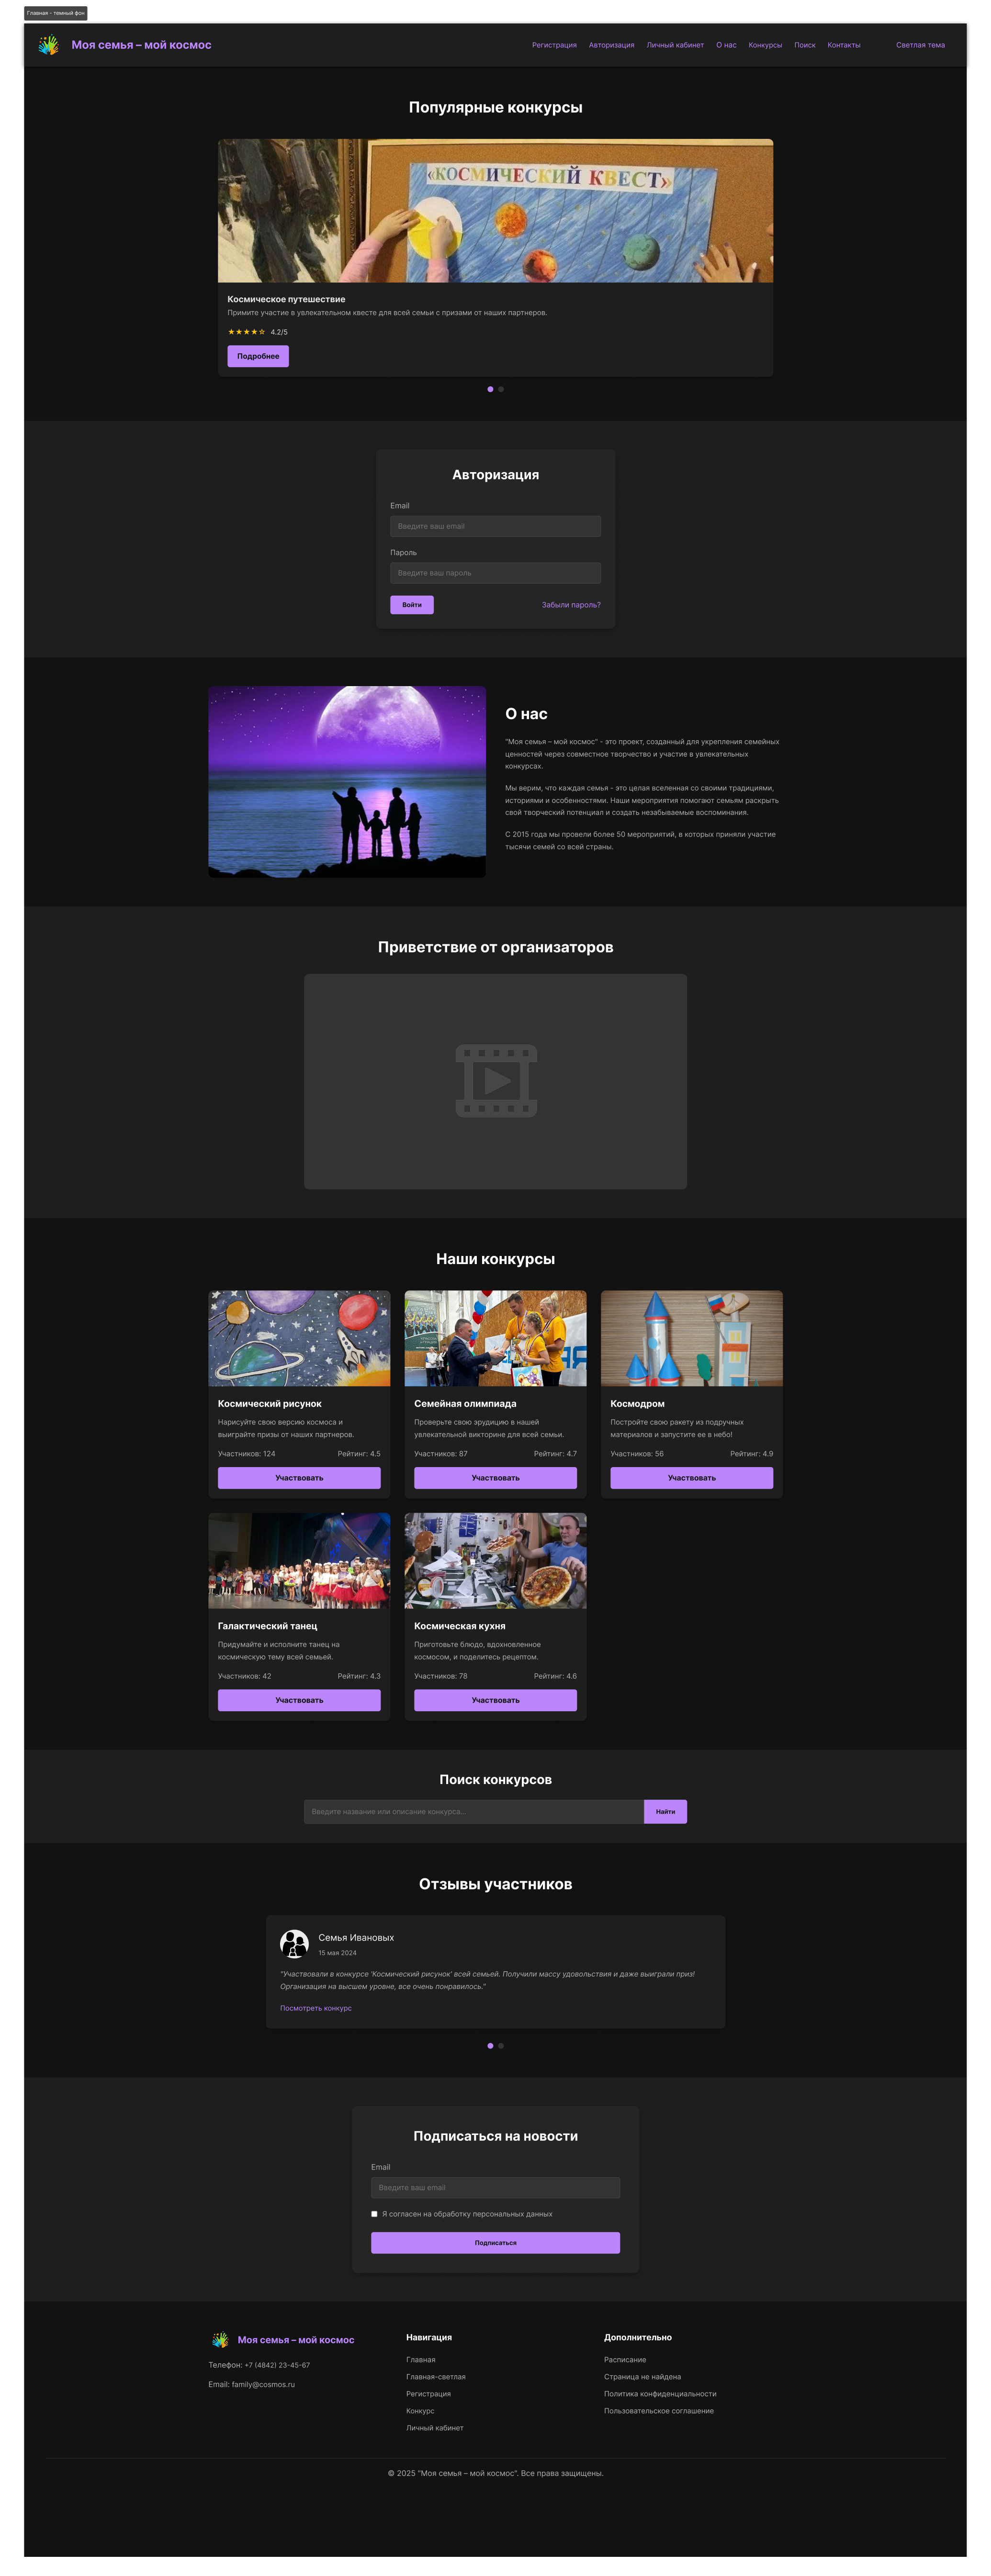 Главная - темный фон
Моя семья – мой космос
Регистрация Авторизация Личный кабинет О нас Конкурсы Поиск Контакты Светлая тема
Популярные конкурсы
«КОСМИЧЕСКИЙ КВЕСТ»
Космическое путешествие
Примите участие в увлекательном квесте для всей семьи с призами от наших партнеров.
★★★★☆ 4.2/5
Подробнее
Авторизация
Email
Введите ваш email
Пароль
Введите ваш пароль
Войти Забыли пароль?
О нас
"Моя семья – мой космос" - это проект, созданный для укрепления семейных
ценностей через совместное творчество и участие в увлекательных
конкурсах.
Мы верим, что каждая семья - это целая вселенная со своими традициями,
историями и особенностями. Наши мероприятия помогают семьям раскрыть
свой творческий потенциал и создать незабываемые воспоминания.
С 2015 года мы провели более 50 мероприятий, в которых приняли участие
тысячи семей со всей страны.
Приветствие от организаторов
Наши конкурсы
Космический рисунок
Нарисуйте свою версию космоса и
выиграйте призы от наших партнеров.
Участников: 124 Рейтинг: 4.5
Участвовать
Семейная олимпиада
Проверьте свою эрудицию в нашей
увлекательной викторине для всей семьи.
Участников: 87 Рейтинг: 4.7
Участвовать
Космодром
Постройте свою ракету из подручных
материалов и запустите ее в небо!
Участников: 56 Рейтинг: 4.9
Участвовать
Галактический танец
Придумайте и исполните танец на
космическую тему всей семьей.
Участников: 42 Рейтинг: 4.3
Участвовать
Космическая кухня
Приготовьте блюдо, вдохновленное
космосом, и поделитесь рецептом.
Участников: 78 Рейтинг: 4.6
Участвовать
Поиск конкурсов
Введите название или описание конкурса...
Найти
Отзывы участников
Семья Ивановых
15 мая 2024
"Участвовали в конкурсе 'Космический рисунок' всей семьей. Получили массу удовольствия и даже выиграли приз!
Организация на высшем уровне, все очень понравилось."
Посмотреть конкурс
Подписаться на новости
Email
Введите ваш email
Я согласен на обработку персональных данных
Подписаться
Моя семья – мой космос
Телефон: +7 (4842) 23-45-67
Email: family@cosmos.ru
Навигация
Главная
Главная-светлая
Регистрация
Конкурс
Личный кабинет
Дополнительно
Расписание
Страница не найдена
Политика конфиденциальности
Пользовательское соглашение
© 2025 "Моя семья – мой космос". Все права защищены.